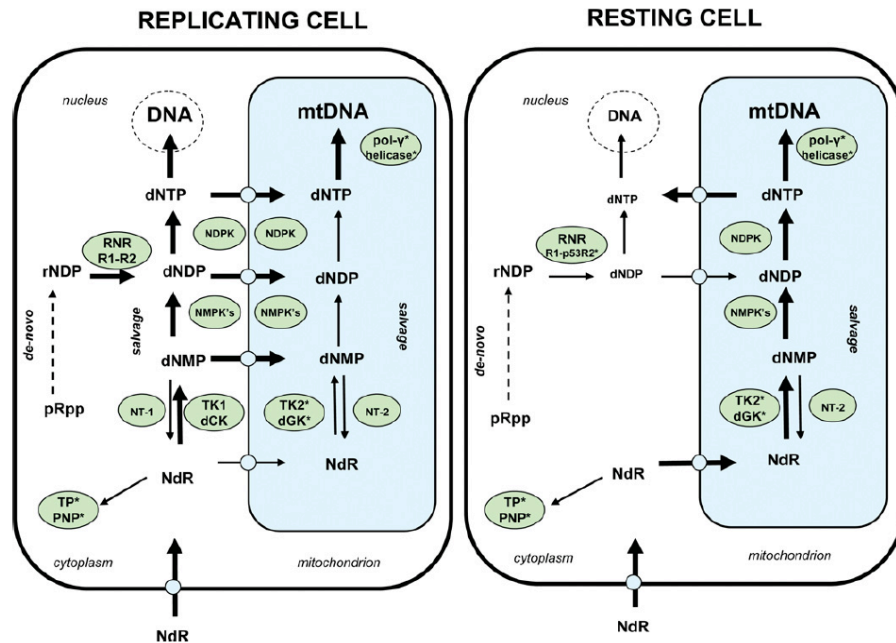 REPLICATING CELL
nucleus
DNA
mtDNA
pol-γ*
helicase*
dNTP
dNTP
NDPK
NDPK
RNR
R1-R2
rNDP
dNDP
dNDP
de-novo
salvage
NMPK's
NMPK's
salvage
dNMP
dNMP
pRpp
NT-1
TK1
dCK
TK2*
dGK*
NT-2
NdR
NdR
TP*
PNP*
cytoplasm
mitochondrion
NdR
RESTING CELL
nucleus
DNA
mtDNA
pol-γ*
helicase*
dNTP
dNTP
NDPK
RNR
R1-p53R2*
rNDP
dNDP
dNDP
de-novo
NMPK's
salvage
dNMP
pRpp
TK2*
dGK*
NT-2
NdR
NdR
TP*
PNP*
cytoplasm
mitochondrion
NdR